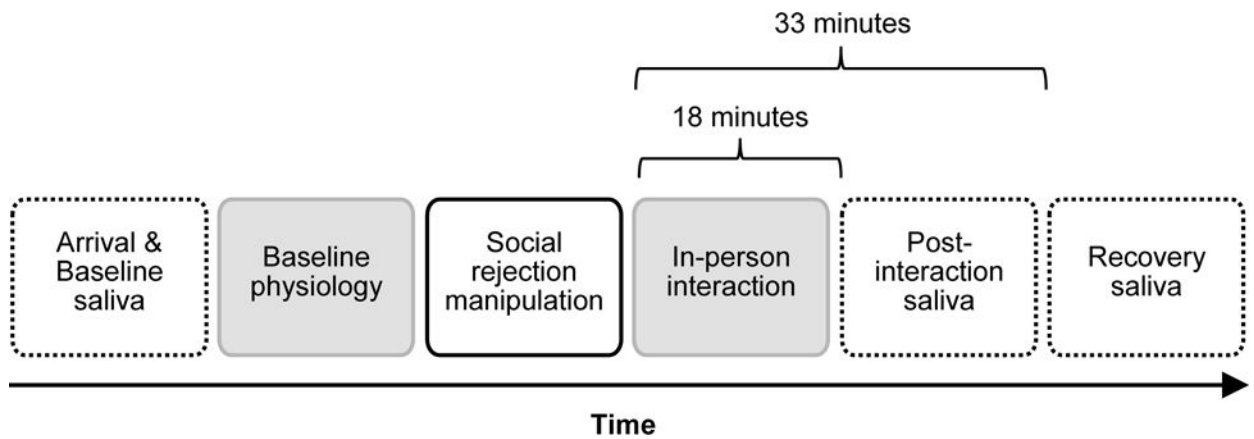 33 minutes
18 minutes
Arrival &
Baseline
saliva
Baseline
physiology
Social
rejection
manipulation
In-person
interaction
Post-
interaction
saliva
Recovery
saliva
Time